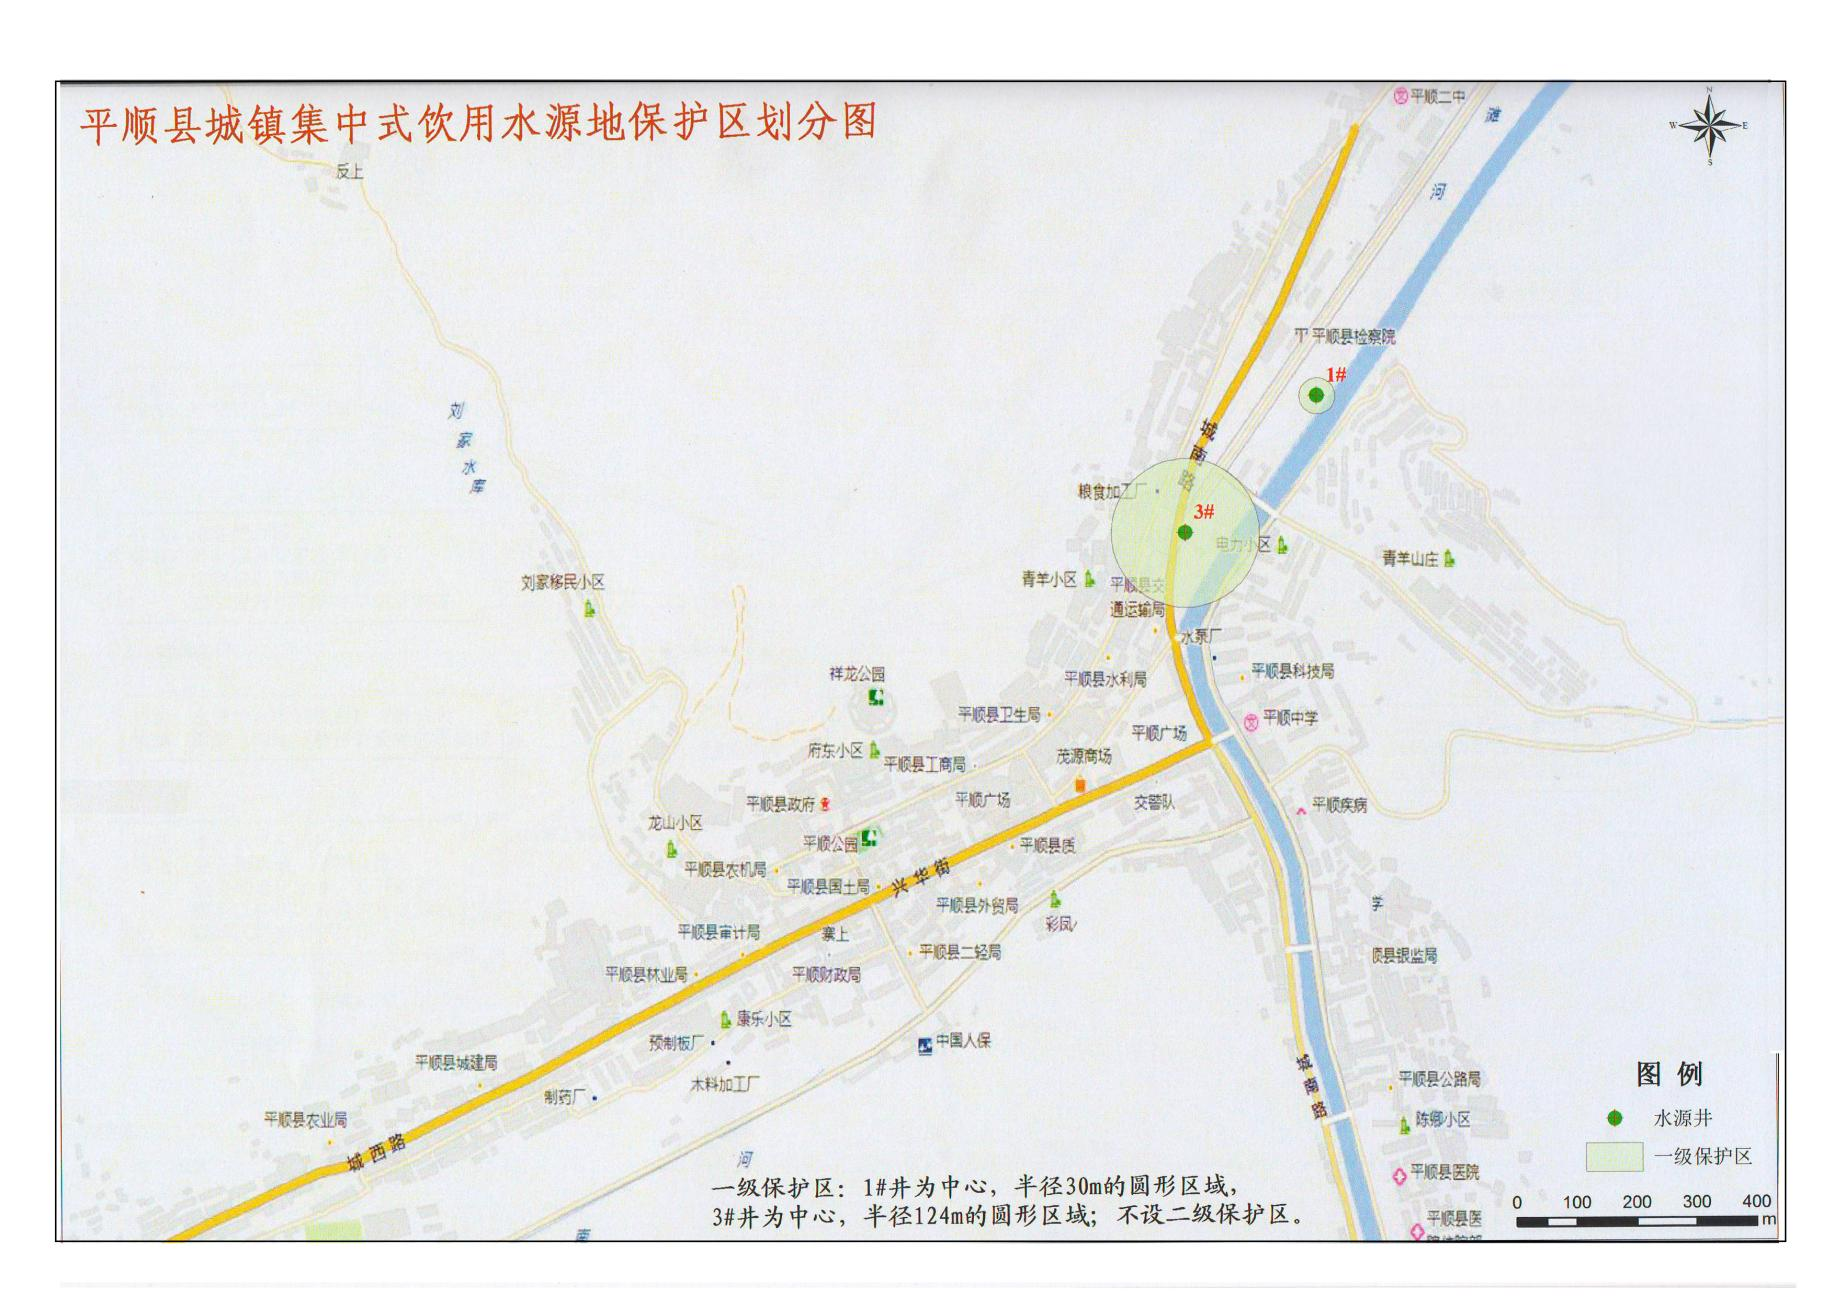 平顺县城镇集中式饮用水源地保护区划分图
平顺二中
滩
河
N
W
E
S
反上
平顺县检察院
1#
刘家水库
城南路
粮食加工厂
3#
电力小区
青羊山庄
青羊小区
平顺县交
通运输局
刘家移民小区
水泵厂
平顺县水利局
平顺县科技局
祥龙公园
平顺县卫生局
平顺中学
平顺广场
府东小区
平顺县工商局
茂源商场
平顺县政府
平顺广场
交警队
平顺疾病
龙山小区
平顺公园
平顺县质
平顺县农机局
平顺县国土局
兴华街
平顺县外贸局
彩凤
学
平顺县审计局
寨上
平顺县二轻局
顺县银监局
平顺县林业局
平顺财政局
康乐小区
预制板厂
中国人保
平顺县城建局
木料加工厂
制药厂
城南路
平顺县公路局
平顺县农业局
陈卿小区
城西路
河
南
平顺县医院
平顺县医
图 例
水源井
一级保护区
0 100 200 300 400
m
一级保护区：1#井为中心，半径30m的圆形区域，
3#井为中心，半径124m的圆形区域；不设二级保护区。